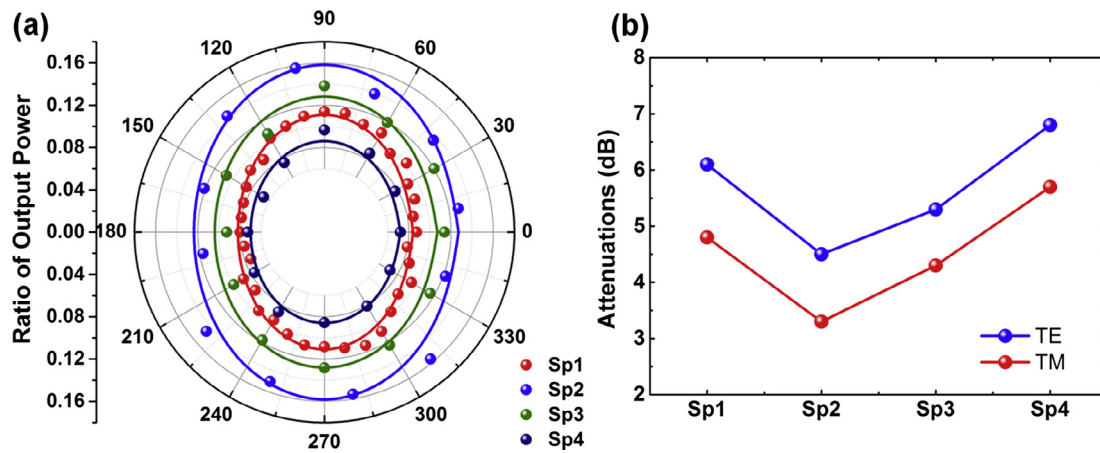 (a)
Ratio of Output Power
0.16
0.12
0.08
0.04
0.00
0.04
0.08
0.12
0.16
90
60
30
0
330
300
270
240
210
180
150
120
Sp1
Sp2
Sp3
Sp4
(b)
Attenuations (dB)
8
7
6
5
4
3
2
TE
TM
Sp1 Sp2 Sp3 Sp4